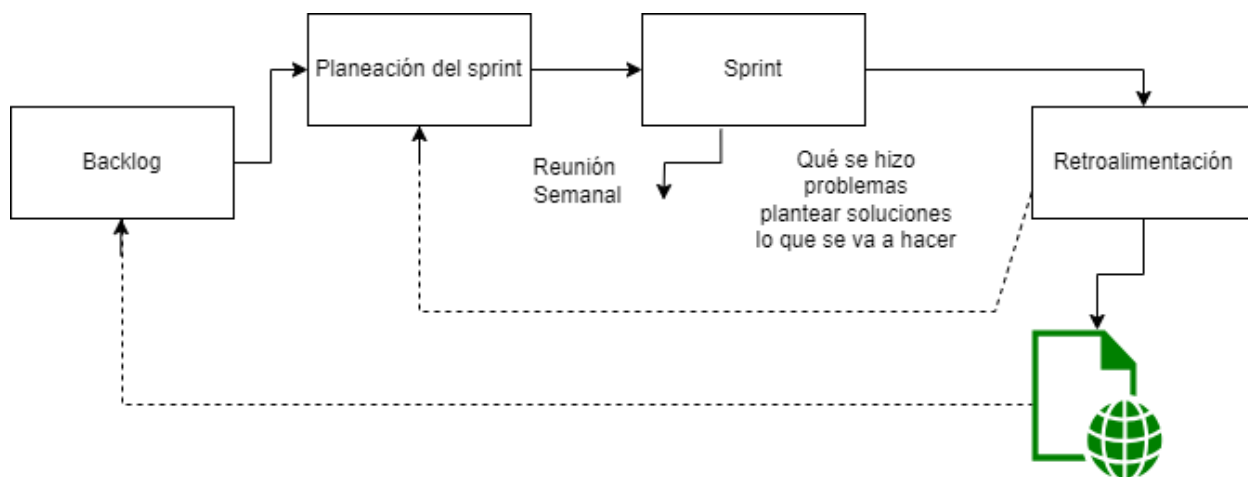 Planeación del sprint
Sprint
Backlog
Retroalimentación
Reunión
Semanal
Qué se hizo
problemas
plantear soluciones
lo que se va a hacer